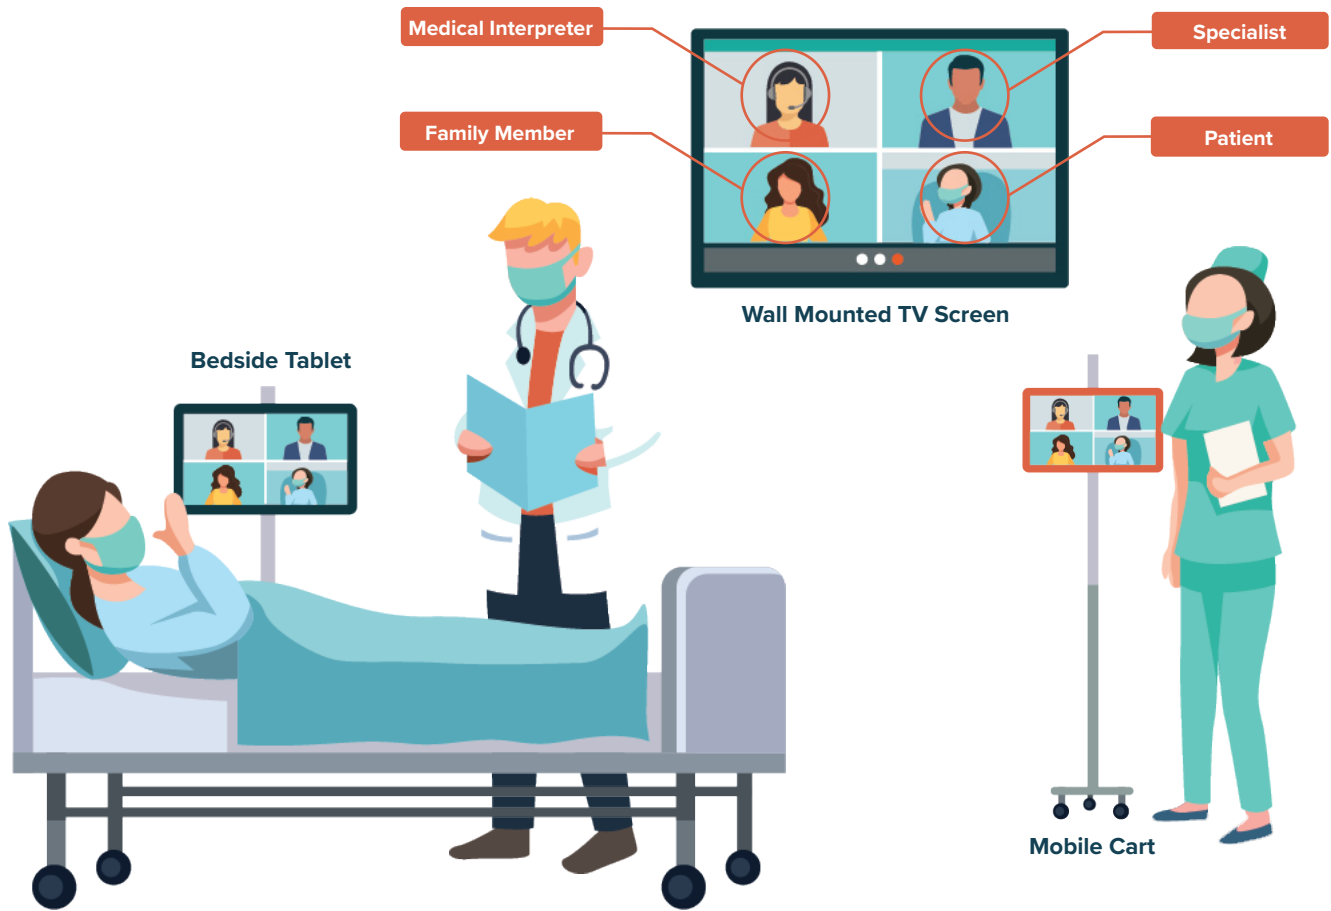 Medical Interpreter
Specialist
Family Member
Patient
Wall Mounted TV Screen
Bedside Tablet
Mobile Cart